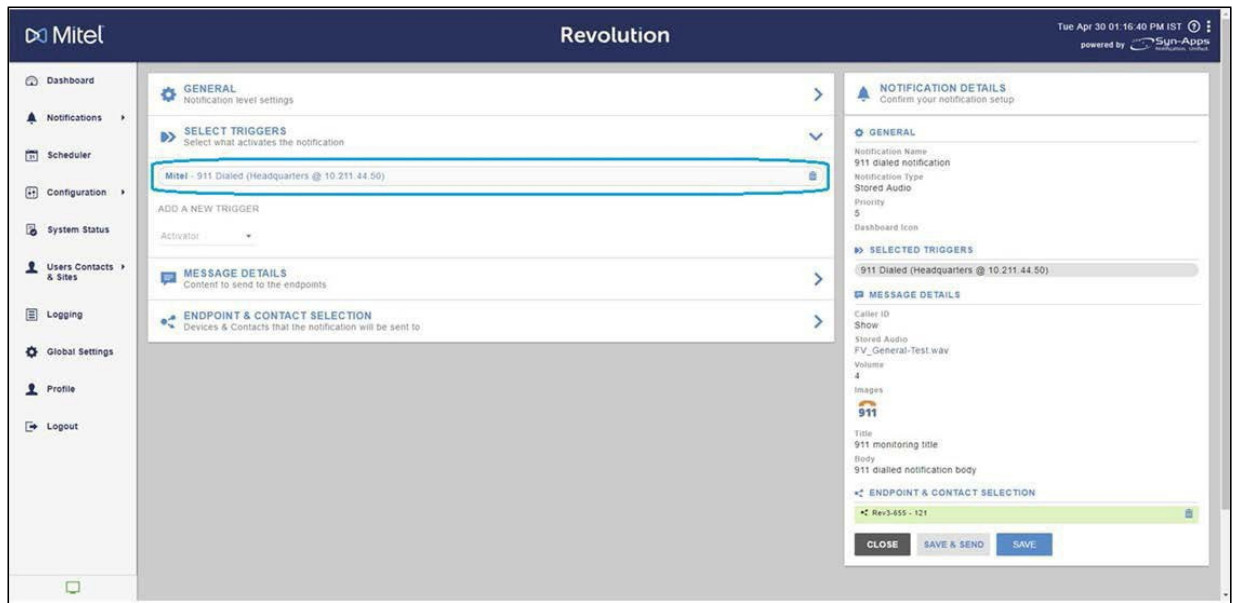 Mitel
Revolution
Tue Apr 30 01:16:40 PM IST
powered by Syn-Apps
Notification. Unified.
Dashboard
Notifications
Scheduler
Configuration
System Status
Users Contacts
& Sites
Logging
Global Settings
Profile
Logout
GENERAL
Notification level settings
SELECT TRIGGERS
Select what activates the notification
Mitel - 911 Dialed (Headquarters @ 10.211.44.50)
ADD A NEW TRIGGER
Activator
MESSAGE DETAILS
Content to send to the endpoints
ENDPOINT & CONTACT SELECTION
Devices & Contacts that the notification will be sent to
NOTIFICATION DETAILS
Confirm your notification setup
GENERAL
Notification Name
911 dialed notification
Notification Type
Stored Audio
Priority
5
Dashboard Icon
SELECTED TRIGGERS
911 Dialed (Headquarters @ 10.211.44.50)
MESSAGE DETAILS
Caller ID
Show
Stored Audio
FV_General-Test.wav
Volume
4
Images
911
Title
911 monitoring title
Body
911 dialled notification body
ENDPOINT & CONTACT SELECTION
Rev3-655 - 121
CLOSE SAVE & SEND SAVE